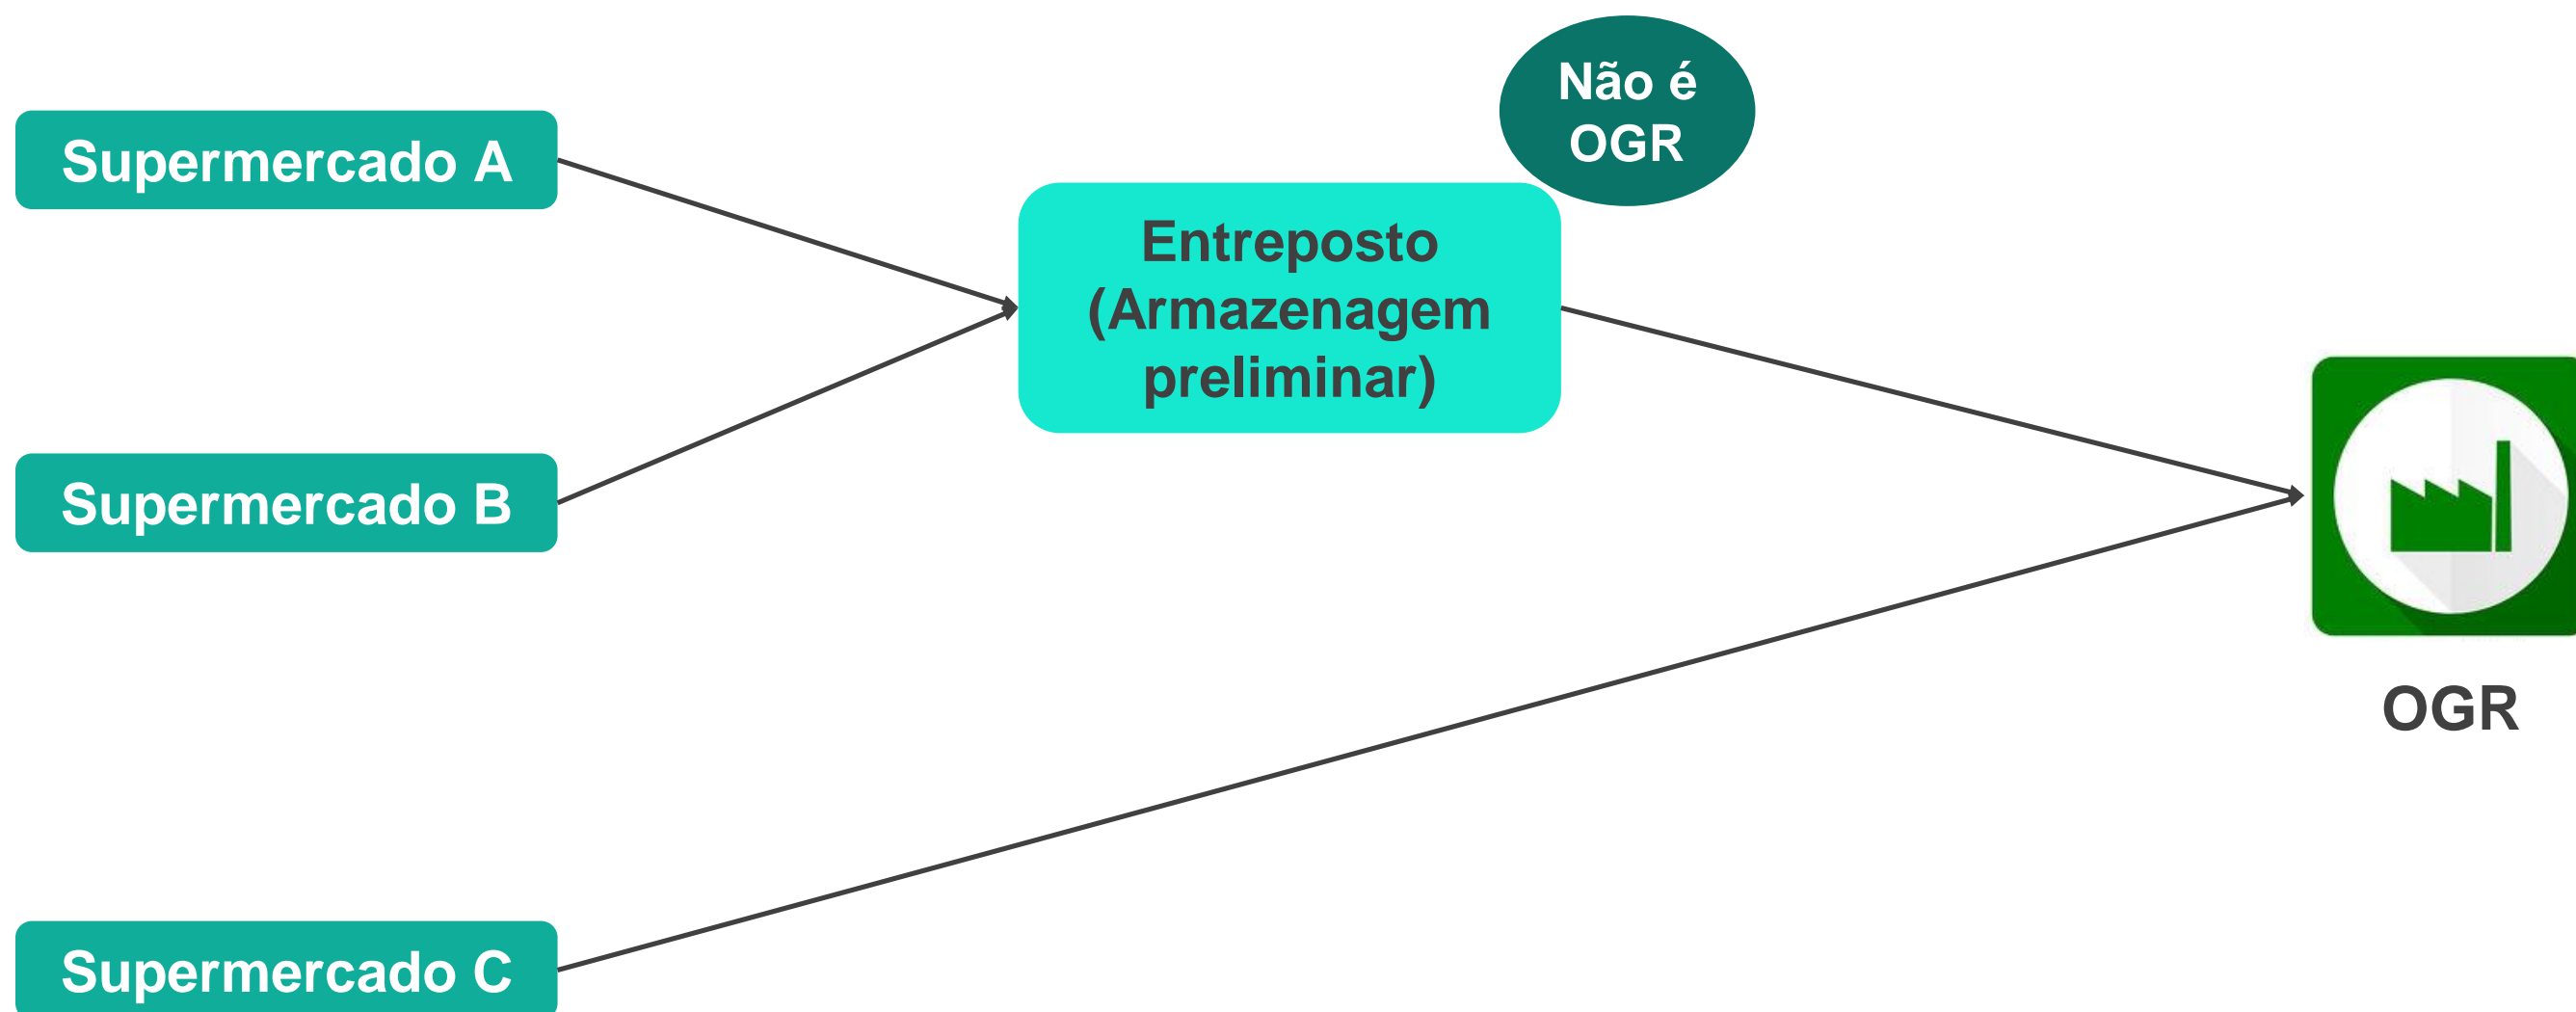 Não é
OGR
Supermercado A
Entreposto
(Armazenagem
preliminar)
Supermercado B
OGR
Supermercado C